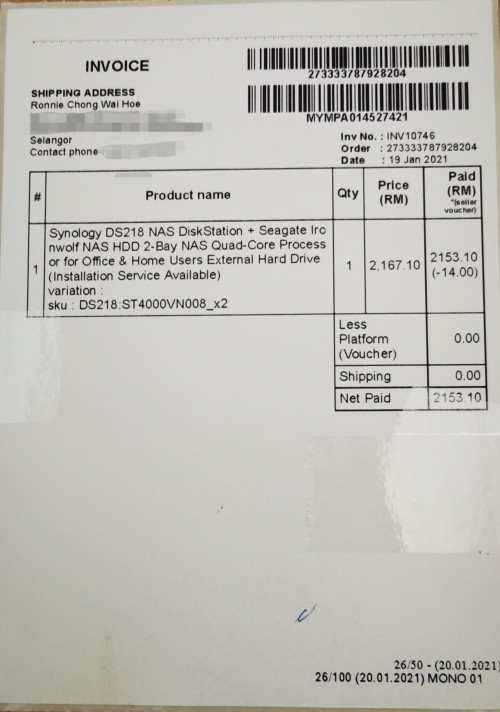 INVOICE
273333787928204
MYMPA014527421
SHIPPING ADDRESS
Ronnie Chong Wai Hoe
Selangor
Contact phone
Inv No. : INV10746
Order : 273333787928204
Date : 19 Jan 2021
# Product name Qty Price (RM) Paid (RM) *(seller voucher)
1
Synology DS218 NAS DiskStation + Seagate Iro
nwolf NAS HDD 2-Bay NAS Quad-Core Process
or for Office & Home Users External Hard Drive
(Installation Service Available)
variation :
sku : DS218:ST4000VN008_x2
1 2,167.10 2153.10
(-14.00)
Less
Platform
(Voucher) 0.00
Shipping 0.00
Net Paid 2153.10
26/50 - (20.01.2021)
26/100 (20.01.2021) MONO 01